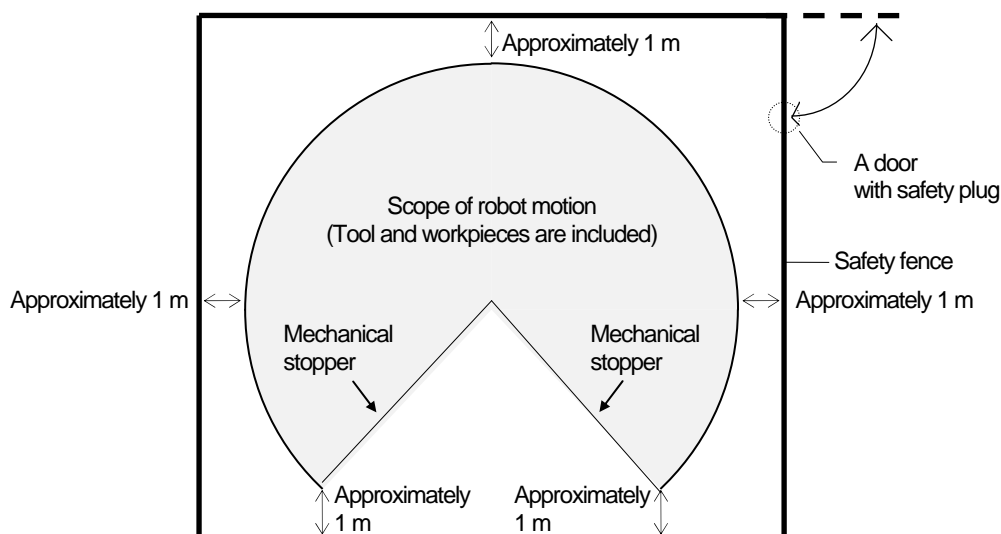 Approximately 1 m
A door
with safety plug
Scope of robot motion
(Tool and workpieces are included)
Safety fence
Approximately 1 m
Approximately 1 m
Mechanical
stopper
Mechanical
stopper
Approximately
1 m
Approximately
1 m